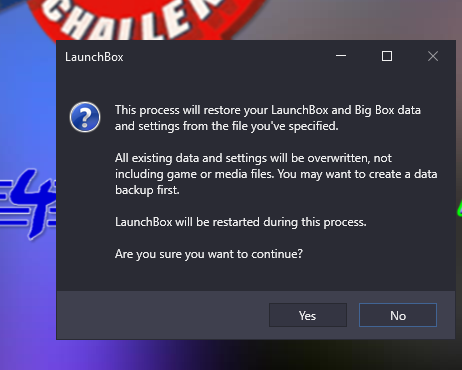 CHALLEN
LaunchBox
This process will restore your LaunchBox and Big Box data
and settings from the file you've specified.
All existing data and settings will be overwritten, not
including game or media files. You may want to create a data
backup first.
LaunchBox will be restarted during this process.
Are you sure you want to continue?
Yes
No
4